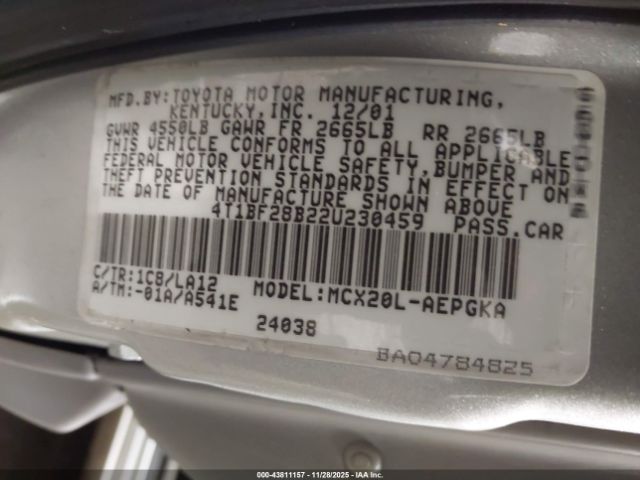 MFD.BY:TOYOTA MOTOR MANUFACTURING,
KENTUCKY,INC. 12/01
GVWR 4550LB GAWR FR 2665LB RR 2665LB
THIS VEHICLE CONFORMS TO ALL APPLICABLE
FEDERAL MOTOR VEHICLE SAFETY,BUMPER AND
THEFT PREVENTION STANDARDS IN EFFECT ON
THE DATE OF MANUFACTURE SHOWN ABOVE
4T1BF28B22U230459 PASS.CAR
C/TR:1C8/LA12
A/TM:-01A/A541E MODEL:MCX20L-AEPGKA
24038
BA04784825
000-43811157 - 11/28/2025 - IAAI Inc.